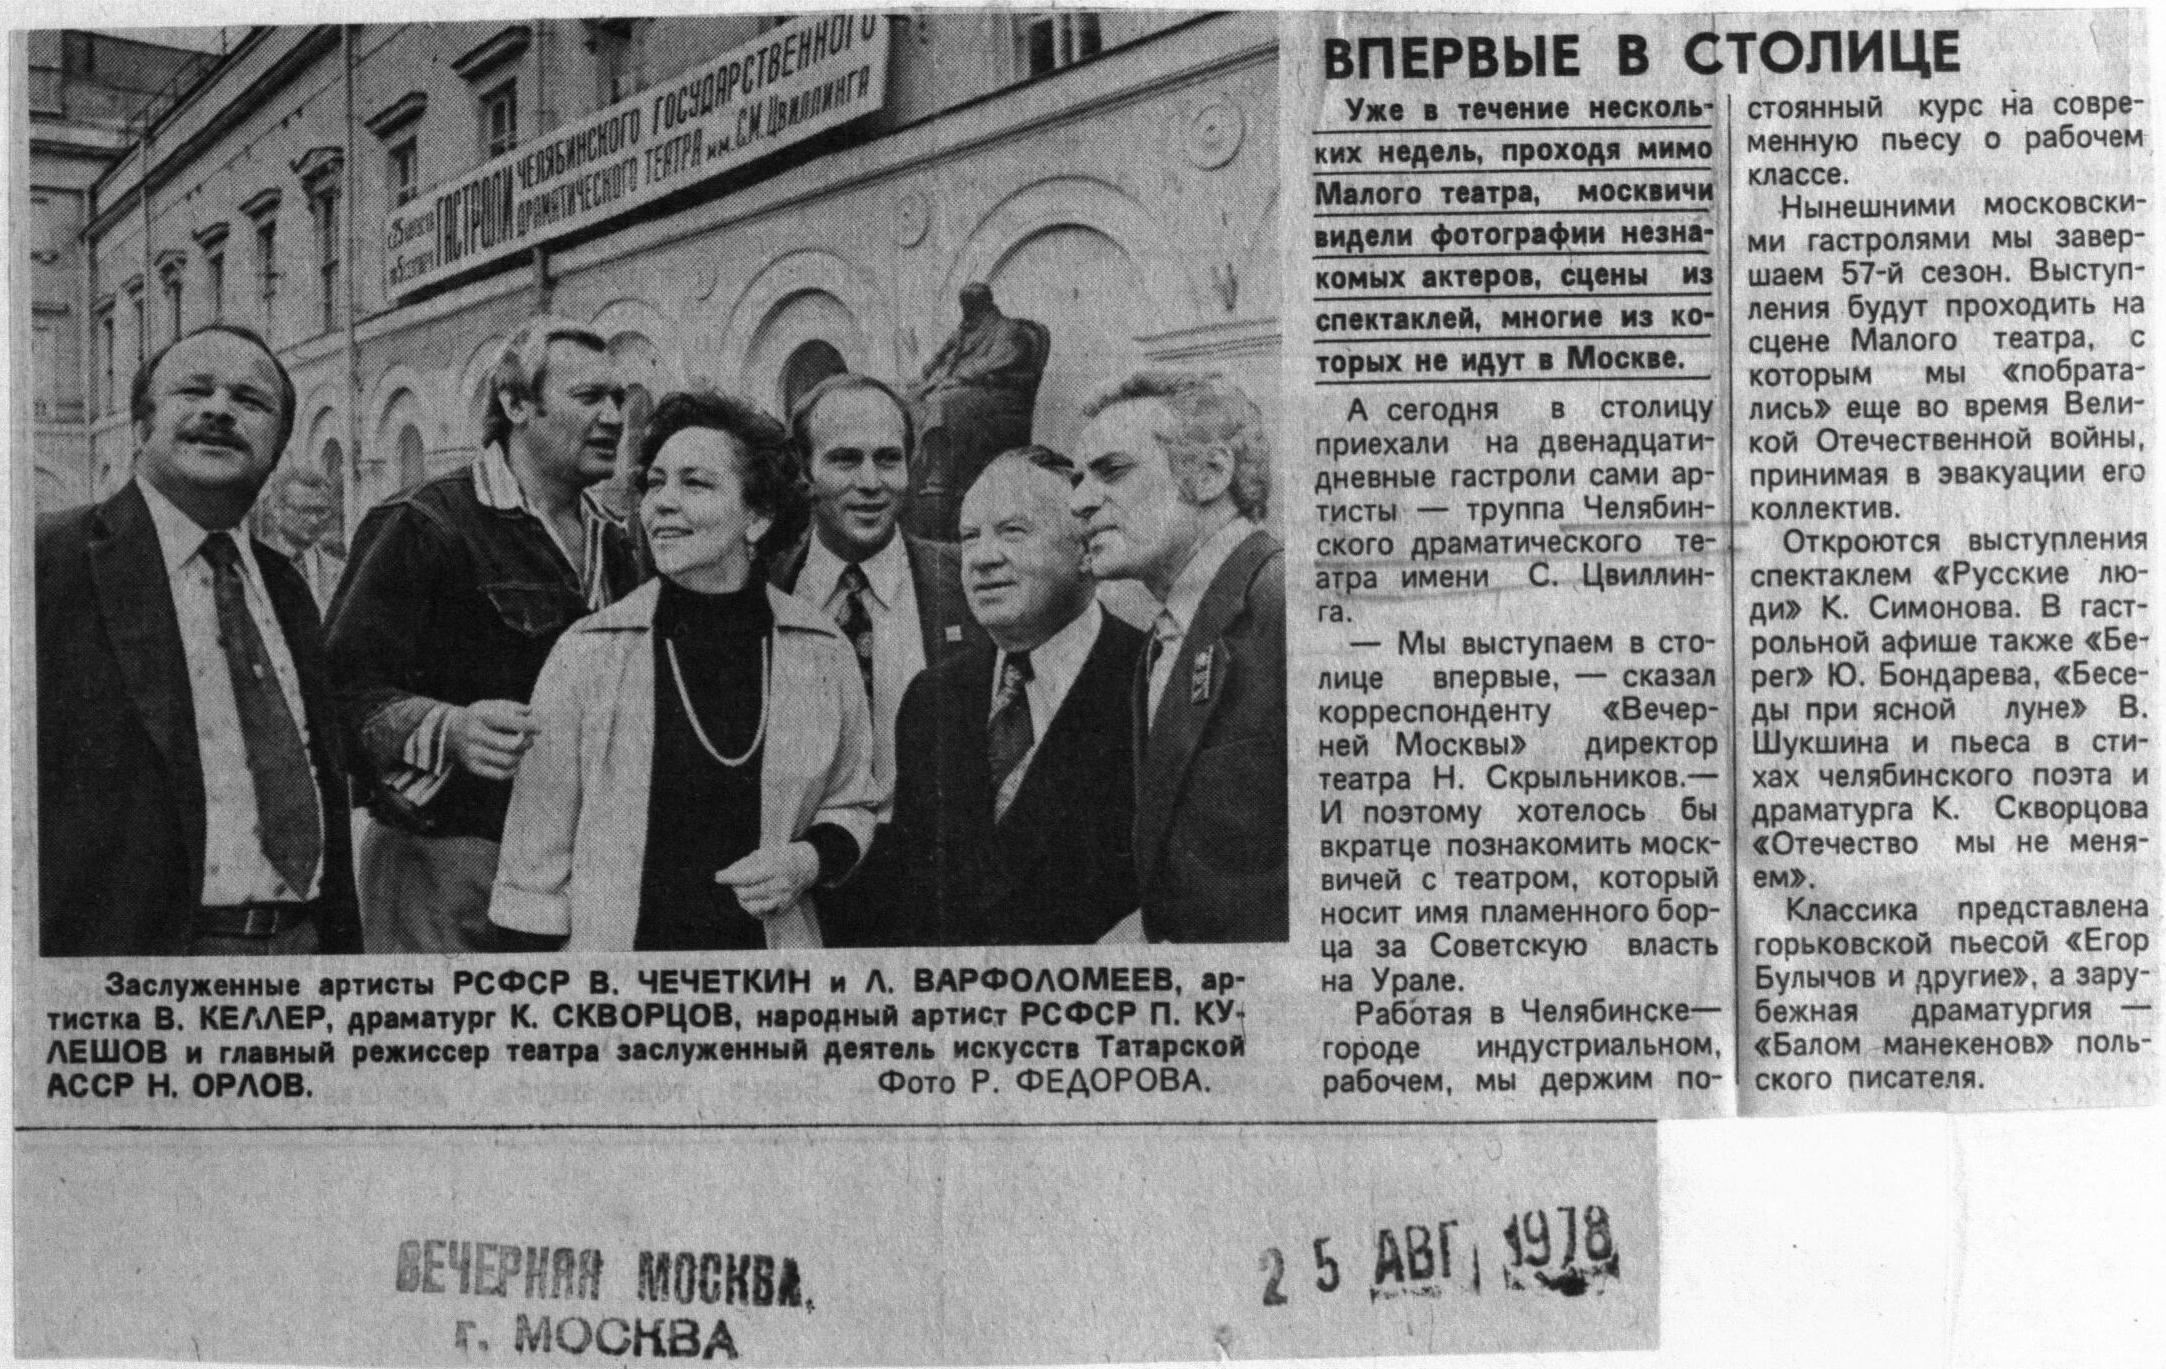 ГАСТРОЛИ ЧЕЛЯБИНСКОГО ГОСУДАРСТВЕННОГО
ДРАМАТИЧЕСКОГО ТЕАТРА им. С.М. ЦВИЛЛИНГА
Заслуженные артисты РСФСР В. ЧЕЧЕТКИН и Л. ВАРФОЛОМЕЕВ, ар-
тистка В. КЕЛЛЕР, драматург К. СКВОРЦОВ, народный артист РСФСР П. КУ-
ЛЕШОВ и главный режиссер театра заслуженный деятель искусств Татарской
АССР Н. ОРЛОВ. Фото Р. ФЕДОРОВА.
ВПЕРВЫЕ В СТОЛИЦЕ
Уже в течение несколь-
ких недель, проходя мимо
Малого театра, москвичи
видели фотографии незна-
комых актеров, сцены из
спектаклей, многие из ко-
торых не идут в Москве.
А сегодня в столицу
приехали на двенадцати-
дневные гастроли сами ар-
тисты — труппа Челябин-
ского драматического те-
атра имени С. Цвиллин-
га.
— Мы выступаем в сто-
лице впервые, — сказал
корреспонденту «Вечер-
ней Москвы» директор
театра Н. Скрыльников.—
И поэтому хотелось бы
вкратце познакомить моск-
вичей с театром, который
носит имя пламенного бор-
ца за Советскую власть
на Урале.
Работая в Челябинске—
городе индустриальном,
рабочем, мы держим по-
стоянный курс на совре-
менную пьесу о рабочем
классе.
Нынешними московски-
ми гастролями мы завер-
шаем 57-й сезон. Выступ-
ления будут проходить на
сцене Малого театра, с
которым мы «побрата-
лись» еще во время Вели-
кой Отечественной войны,
принимая в эвакуации его
коллектив.
Откроются выступления
спектаклем «Русские лю-
ди» К. Симонова. В гаст-
рольной афише также «Бе-
рег» Ю. Бондарева, «Бесе-
ды при ясной луне» В.
Шукшина и пьеса в сти-
хах челябинского поэта и
драматурга К. Скворцова
«Отечество мы не меня-
ем».
Классика представлена
горьковской пьесой «Егор
Булычов и другие», а зару-
бежная драматургия —
«Балом манекенов» поль-
ского писателя.
ВЕЧЕРНЯЯ МОСКВА.
г. МОСКВА
25 АВГ 1978